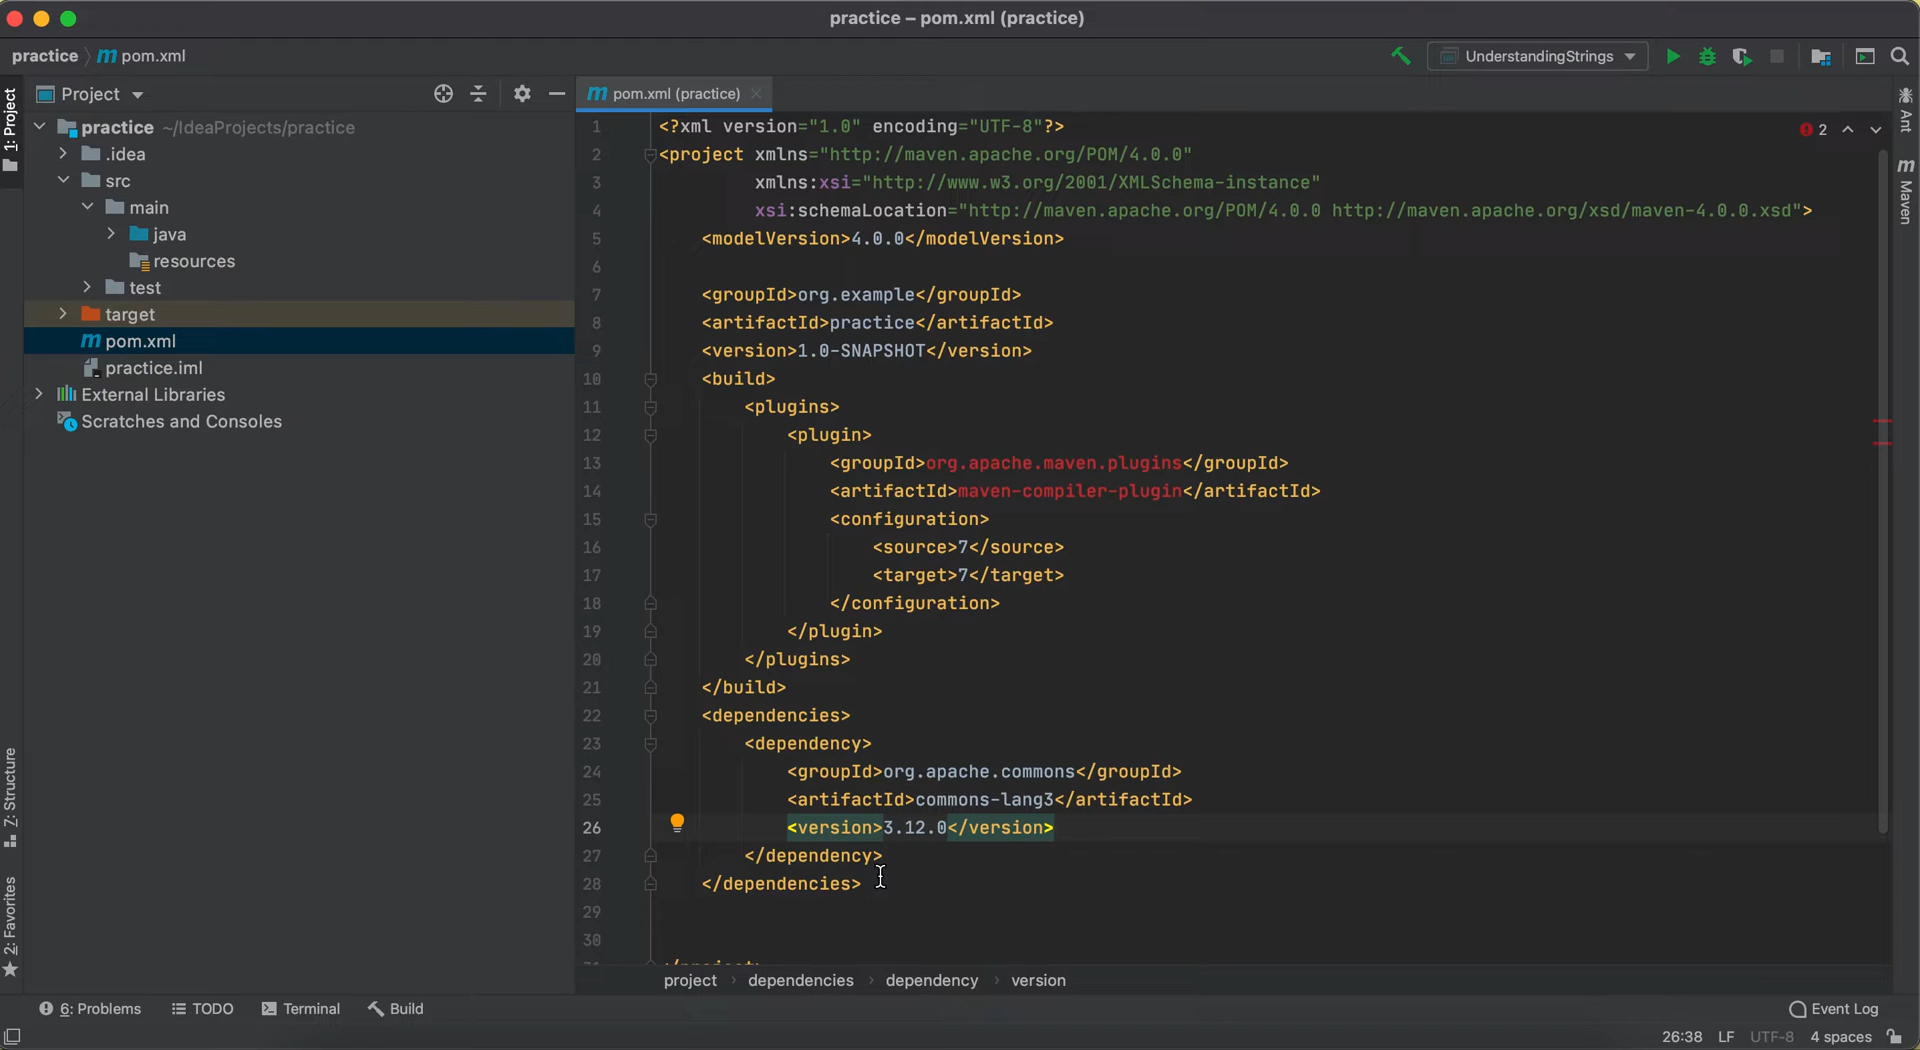 practice – pom.xml (practice)
practice
pom.xml
UnderstandingStrings
1: Project
Z: Structure
2: Favorites
Project
practice ~/IdeaProjects/practice
.idea
src
main
java
resources
test
target
pom.xml
practice.iml
External Libraries
Scratches and Consoles
pom.xml (practice)
2
1 <?xml version="1.0" encoding="UTF-8"?>
2 <project xmlns="http://maven.apache.org/POM/4.0.0"
3 xmlns:xsi="http://www.w3.org/2001/XMLSchema-instance"
4 xsi:schemaLocation="http://maven.apache.org/POM/4.0.0 http://maven.apache.org/xsd/maven-4.0.0.xsd">
5 <modelVersion>4.0.0</modelVersion>
6
7 <groupId>org.example</groupId>
8 <artifactId>practice</artifactId>
9 <version>1.0-SNAPSHOT</version>
10 <build>
11 <plugins>
12 <plugin>
13 <groupId>org.apache.maven.plugins</groupId>
14 <artifactId>maven-compiler-plugin</artifactId>
15 <configuration>
16 <source>7</source>
17 <target>7</target>
18 </configuration>
19 </plugin>
20 </plugins>
21 </build>
22 <dependencies>
23 <dependency>
24 <groupId>org.apache.commons</groupId>
25 <artifactId>commons-lang3</artifactId>
26 <version>3.12.0</version>
27 </dependency>
28 </dependencies>
29
30
project
dependencies
dependency
version
Ant
Maven
6: Problems
TODO
Terminal
Build
Event Log
26:38
LF
UTF-8
4 spaces